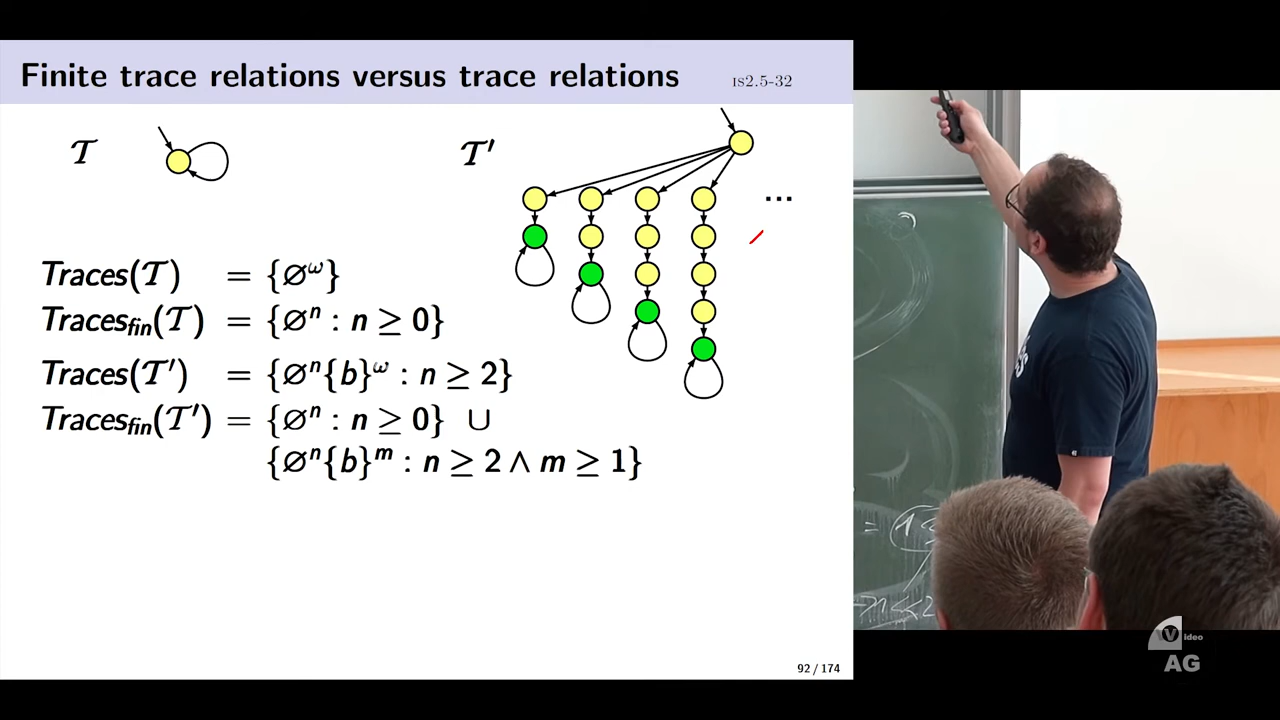 Finite trace relations versus trace relations IS2.5-32
𝒯 𝒯′
...
Traces(𝒯) = {∅^ω}
Traces_fin(𝒯) = {∅ⁿ : n ≥ 0}
Traces(𝒯′) = {∅ⁿ{b}^ω : n ≥ 2}
Traces_fin(𝒯′) = {∅ⁿ : n ≥ 0} ∪
{∅ⁿ{b}ᵐ : n ≥ 2 ∧ m ≥ 1}
92 / 174
Video
AG